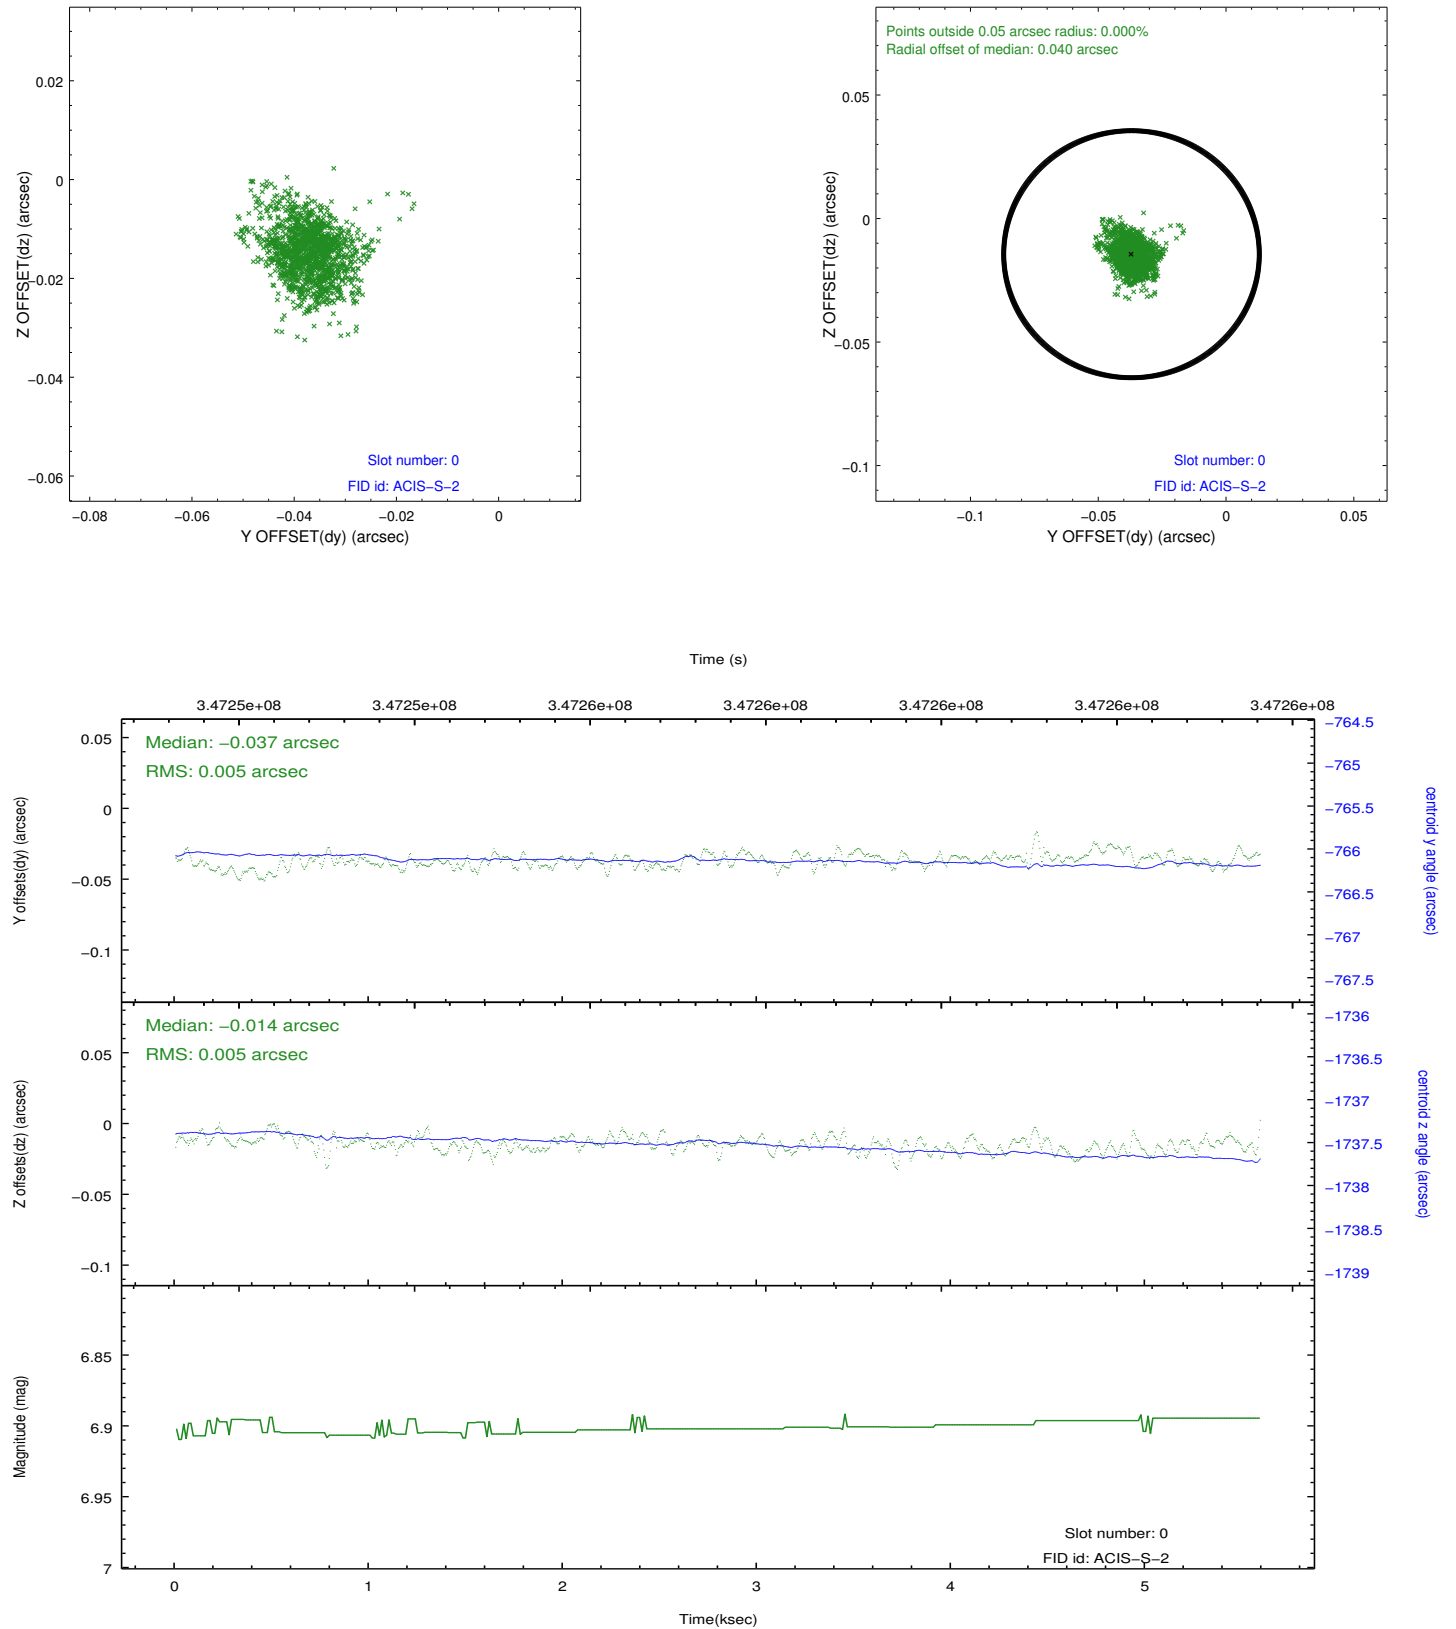 Points outside 0.05 arcsec radius: 0.000%
Radial offset of median: 0.040 arcsec
0.02
0
−0.02
−0.04
−0.06
Z OFFSET(dz) (arcsec)
Slot number: 0
FID id: ACIS−S−2
−0.08
−0.06
−0.04
−0.02
0
Y OFFSET(dy) (arcsec)
0.05
0
−0.05
−0.1
Z OFFSET(dz) (arcsec)
Slot number: 0
FID id: ACIS−S−2
−0.1
−0.05
0
0.05
Y OFFSET(dy) (arcsec)
Time (s)
3.4725e+08
3.4725e+08
3.4726e+08
3.4726e+08
3.4726e+08
3.4726e+08
3.4726e+08
Median: −0.037 arcsec
RMS: 0.005 arcsec
0.05
0
−0.05
−0.1
Y offsets(dy) (arcsec)
−764.5
−765
−765.5
−766
−766.5
−767
−767.5
centroid y angle (arcsec)
Median: −0.014 arcsec
RMS: 0.005 arcsec
0.05
0
−0.05
−0.1
Z offsets(dz) (arcsec)
−1736
−1736.5
−1737
−1737.5
−1738
−1738.5
−1739
centroid z angle (arcsec)
6.85
6.9
6.95
7
Magnitude (mag)
Slot number: 0
FID id: ACIS−S−2
0
1
2
3
4
5
Time(ksec)